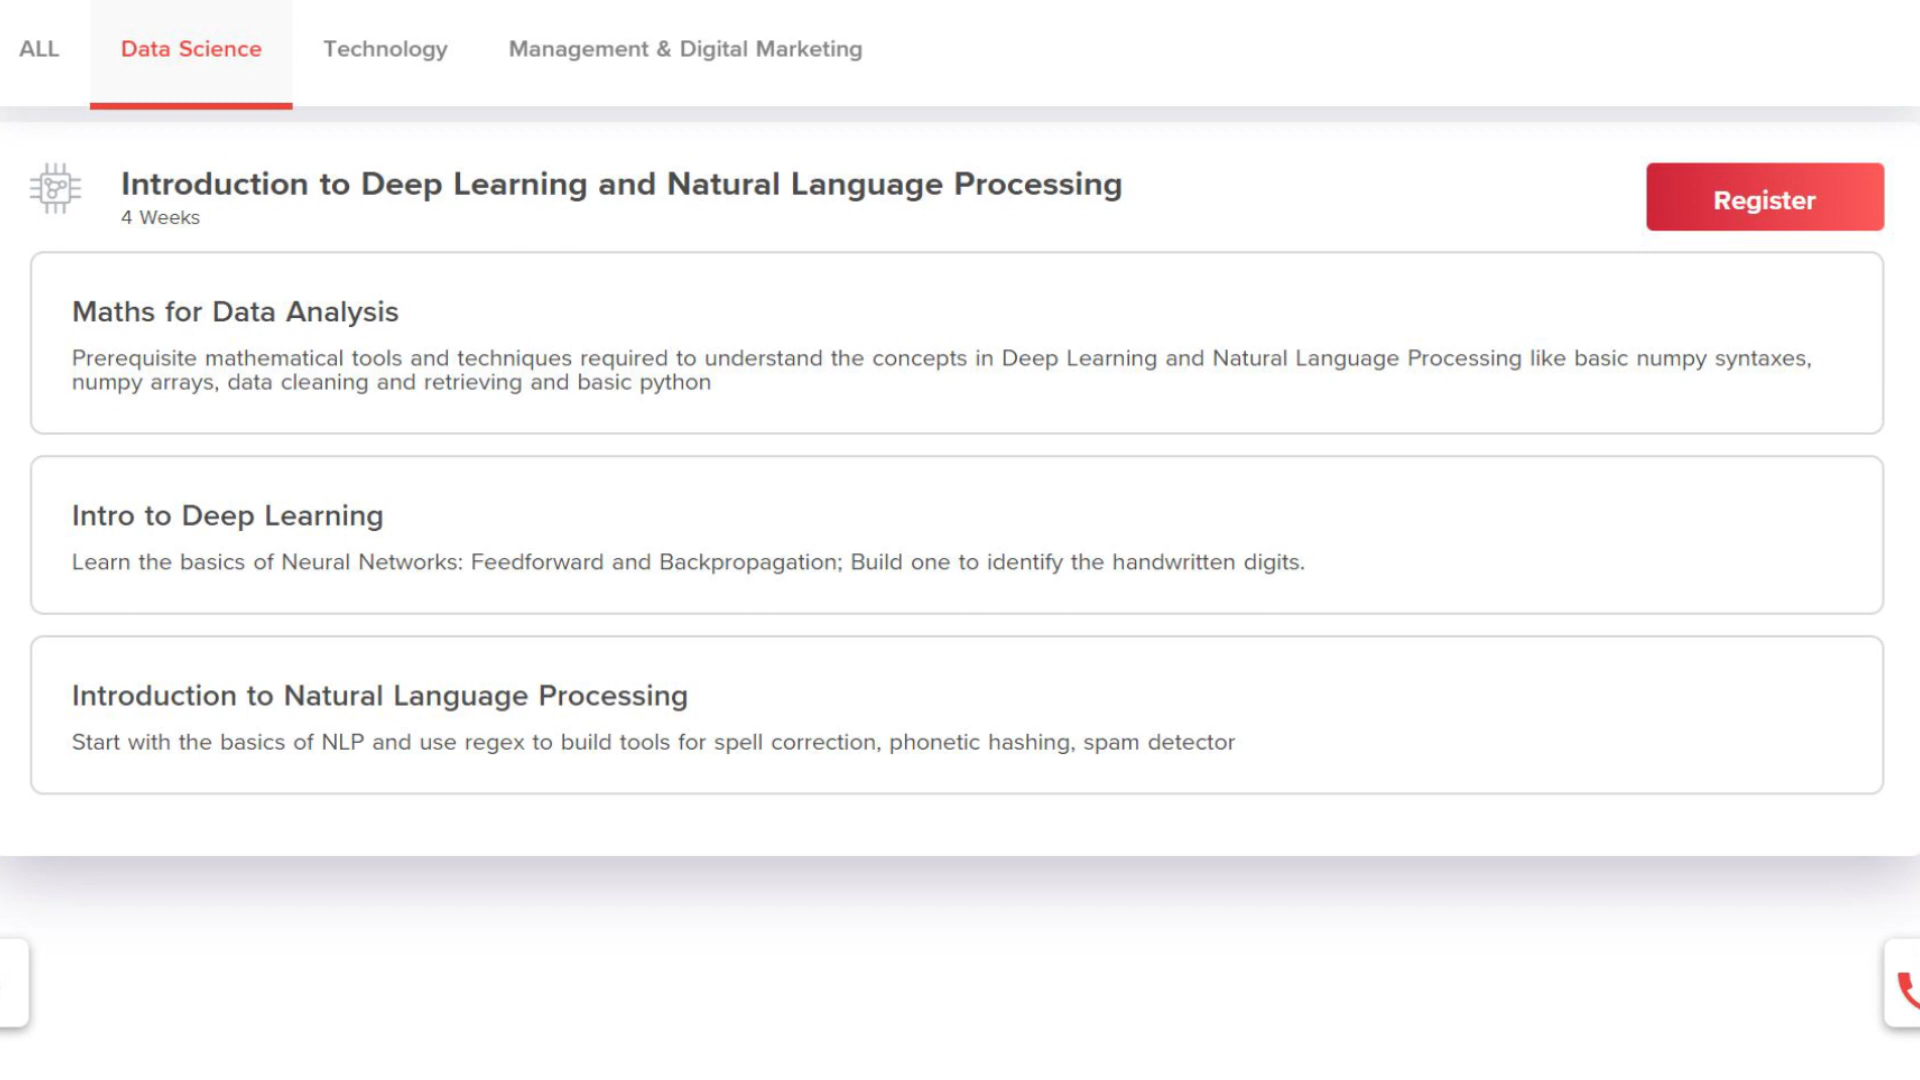 ALL
Data Science
Technology
Management & Digital Marketing
Introduction to Deep Learning and Natural Language Processing
4 Weeks
Register
Maths for Data Analysis
Prerequisite mathematical tools and techniques required to understand the concepts in Deep Learning and Natural Language Processing like basic numpy syntaxes,
numpy arrays, data cleaning and retrieving and basic python
Intro to Deep Learning
Learn the basics of Neural Networks: Feedforward and Backpropagation; Build one to identify the handwritten digits.
Introduction to Natural Language Processing
Start with the basics of NLP and use regex to build tools for spell correction, phonetic hashing, spam detector